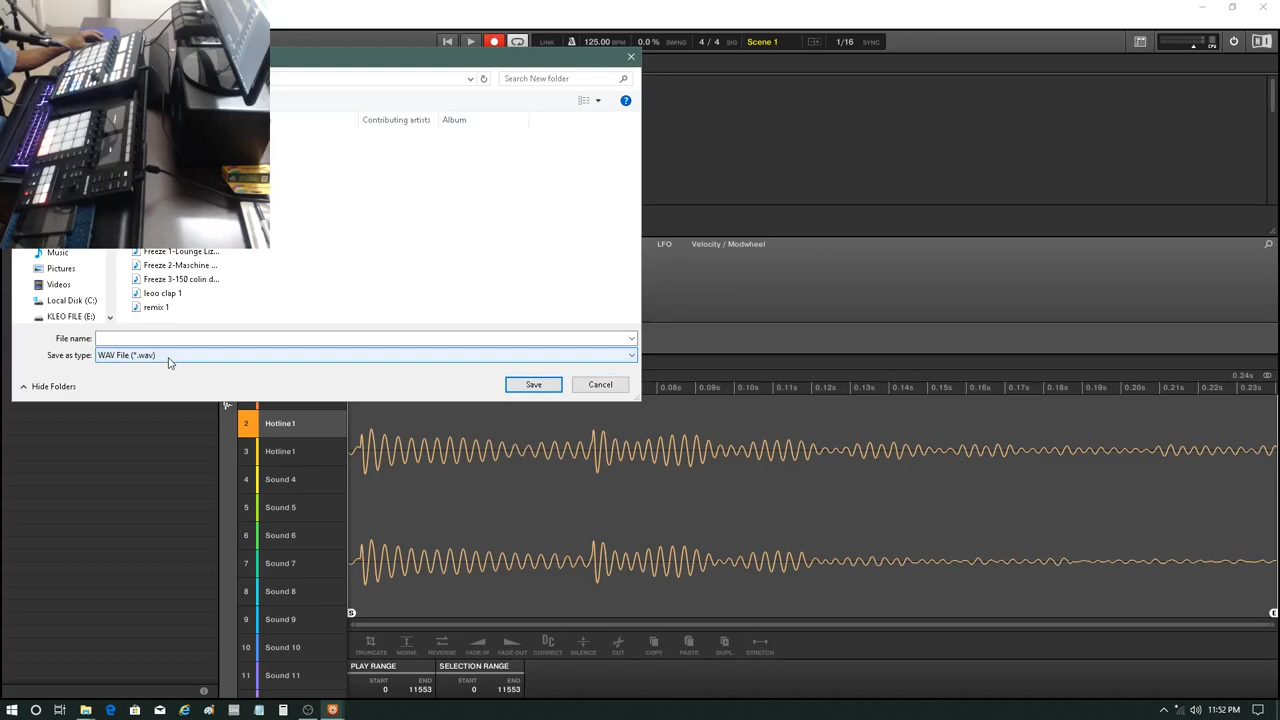 LINK 125.00 BPM 0.0 % SWING 4 / 4 SIG Scene 1 1/16 SYNC
CPU
Search New folder
Contributing artists Album
Music
Pictures
Videos
Local Disk (C:)
KLEO FILE (E:)
Freeze 1-Lounge Liz...
Freeze 2-Maschine ...
Freeze 3-150 colin d...
leoo clap 1
remix 1
File name:
Save as type: WAV File (*.wav)
Hide Folders
Save Cancel
LFO Velocity / Modwheel
0.24s
0.08s 0.09s 0.10s 0.11s 0.12s 0.13s 0.14s 0.15s 0.16s 0.17s 0.18s 0.19s 0.20s 0.21s 0.22s 0.23s
2 Hotline1
3 Hotline1
4 Sound 4
5 Sound 5
6 Sound 6
7 Sound 7
8 Sound 8
9 Sound 9
10 Sound 10
11 Sound 11
S E
TRUNCATE NORM. REVERSE FADE IN FADE OUT DC CORRECT SILENCE CUT COPY PASTE DUPL. STRETCH
PLAY RANGE SELECTION RANGE
START END START END
0 11553 0 11553
Live
11:52 PM